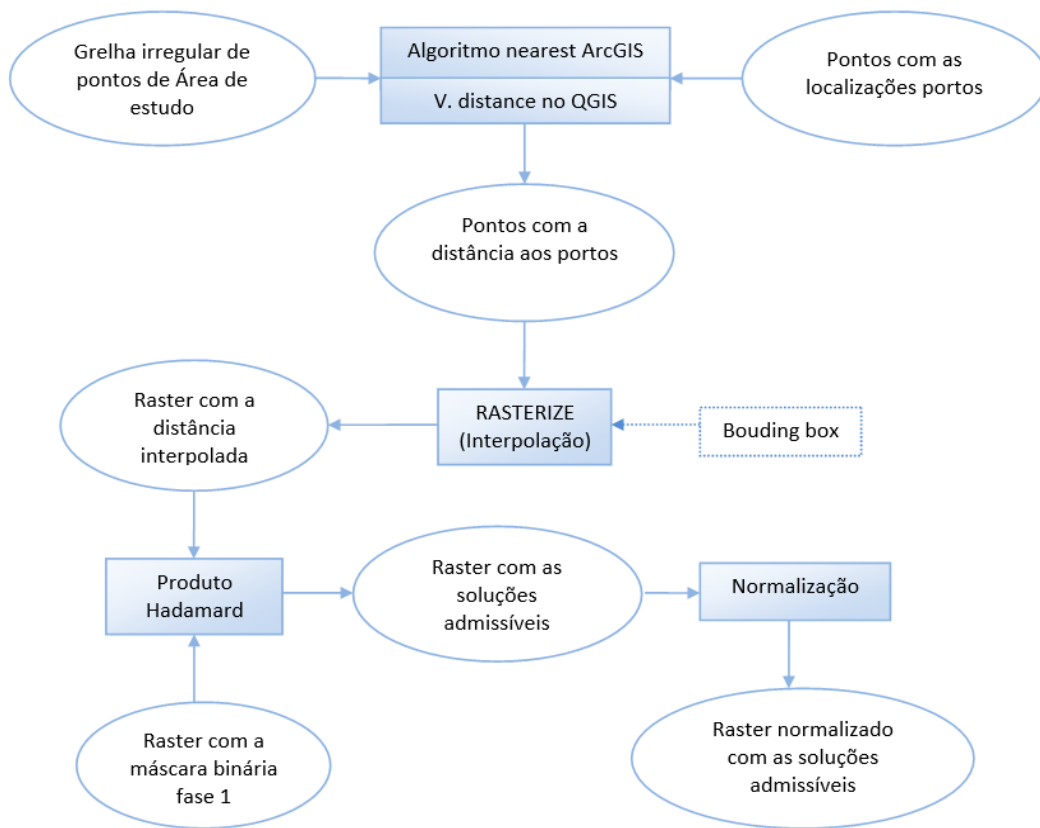 Grelha irregular de
pontos de Área de
estudo
Algoritmo nearest ArcGIS
V. distance no QGIS
Pontos com as
localizações portos
Pontos com a
distância aos portos
Raster com a
distância
interpolada
RASTERIZE
(Interpolação)
Bouding box
Produto
Hadamard
Raster com as
soluções
admissíveis
Normalização
Raster com a
máscara binária
fase 1
Raster normalizado
com as soluções
admissíveis